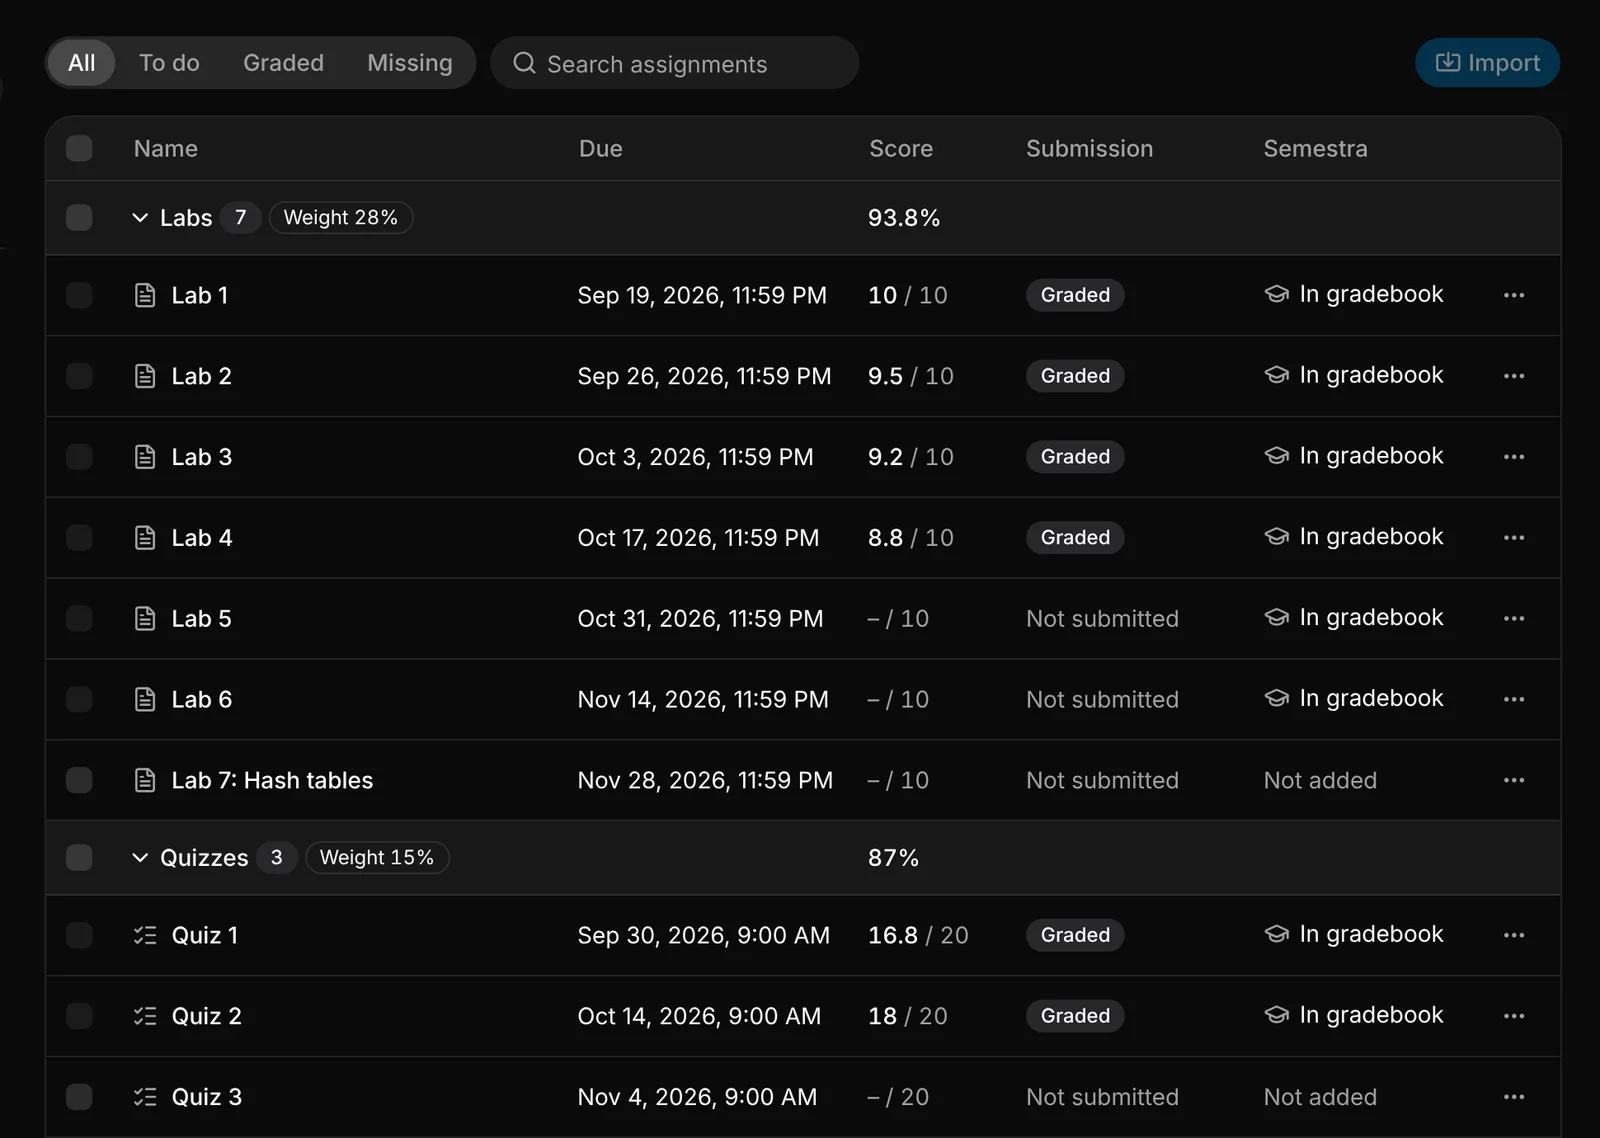 All To do Graded Missing Search assignments Import
Name Due Score Submission Semestra
Labs 7 Weight 28% 93.8%
Lab 1 Sep 19, 2026, 11:59 PM 10 / 10 Graded In gradebook
Lab 2 Sep 26, 2026, 11:59 PM 9.5 / 10 Graded In gradebook
Lab 3 Oct 3, 2026, 11:59 PM 9.2 / 10 Graded In gradebook
Lab 4 Oct 17, 2026, 11:59 PM 8.8 / 10 Graded In gradebook
Lab 5 Oct 31, 2026, 11:59 PM – / 10 Not submitted In gradebook
Lab 6 Nov 14, 2026, 11:59 PM – / 10 Not submitted In gradebook
Lab 7: Hash tables Nov 28, 2026, 11:59 PM – / 10 Not submitted Not added
Quizzes 3 Weight 15% 87%
Quiz 1 Sep 30, 2026, 9:00 AM 16.8 / 20 Graded In gradebook
Quiz 2 Oct 14, 2026, 9:00 AM 18 / 20 Graded In gradebook
Quiz 3 Nov 4, 2026, 9:00 AM – / 20 Not submitted Not added